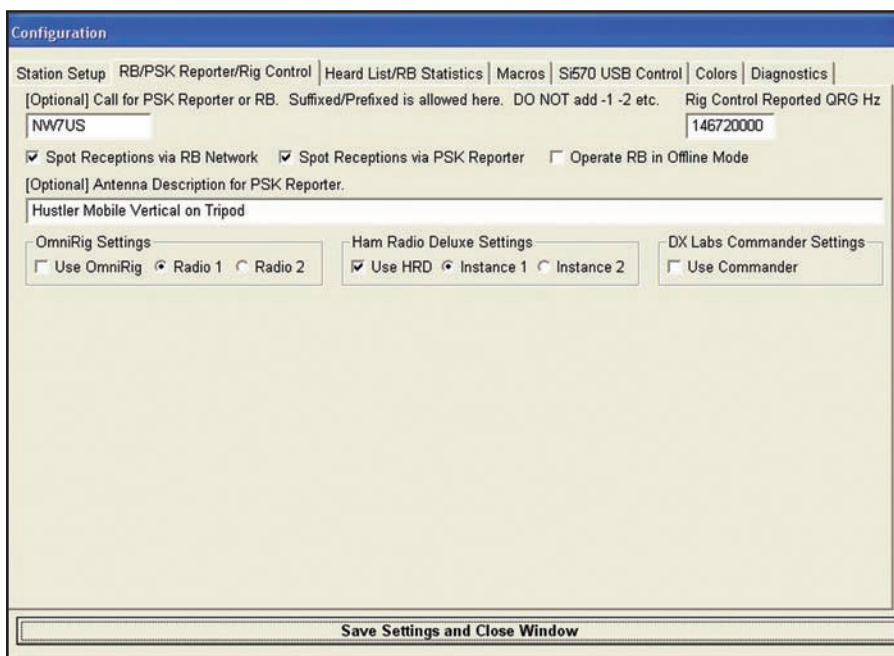 Configuration
Station Setup RB/PSK Reporter/Rig Control Heard List/RB Statistics Macros Si570 USB Control Colors Diagnostics
[Optional] Call for PSK Reporter or RB. Suffixed/Prefixed is allowed here. DO NOT add -1 -2 etc. Rig Control Reported QRG Hz
NW7US 146720000
Spot Receptions via RB Network Spot Receptions via PSK Reporter Operate RB in Offline Mode
[Optional] Antenna Description for PSK Reporter.
Hustler Mobile Vertical on Tripod
OmniRig Settings Ham Radio Deluxe Settings DX Labs Commander Settings
Use OmniRig Radio 1 Radio 2 Use HRD Instance 1 Instance 2 Use Commander
Save Settings and Close Window